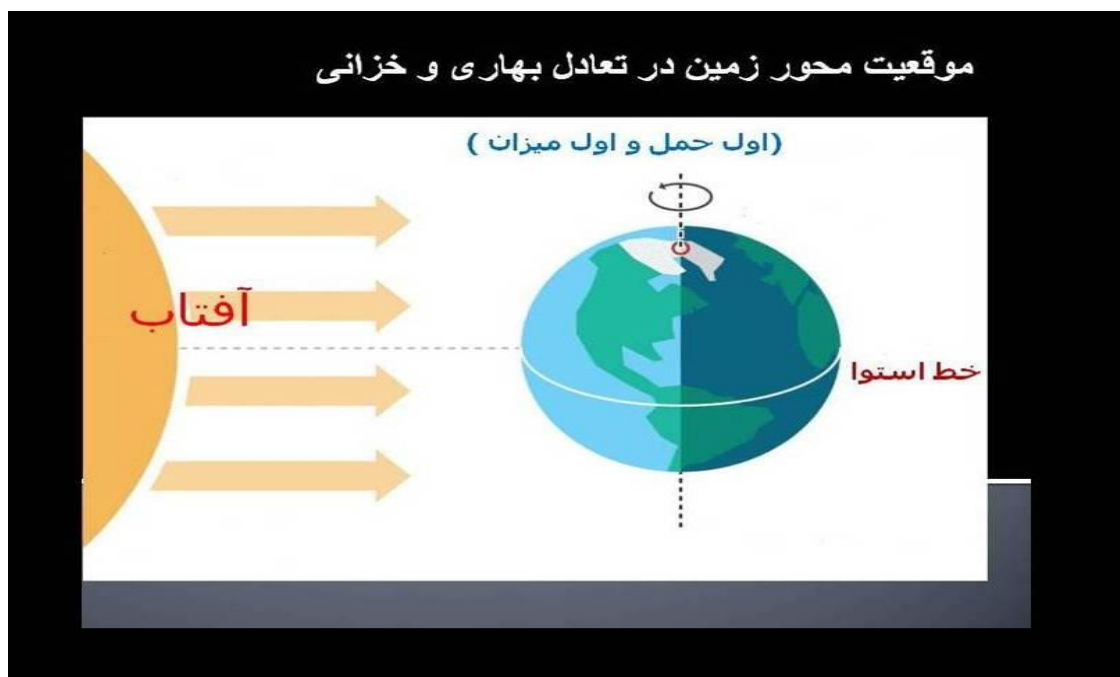 موقعیت محور زمین در تعادل بهاری و خزانی
(اول حمل و اول میزان )
آفتاب
خط استوا